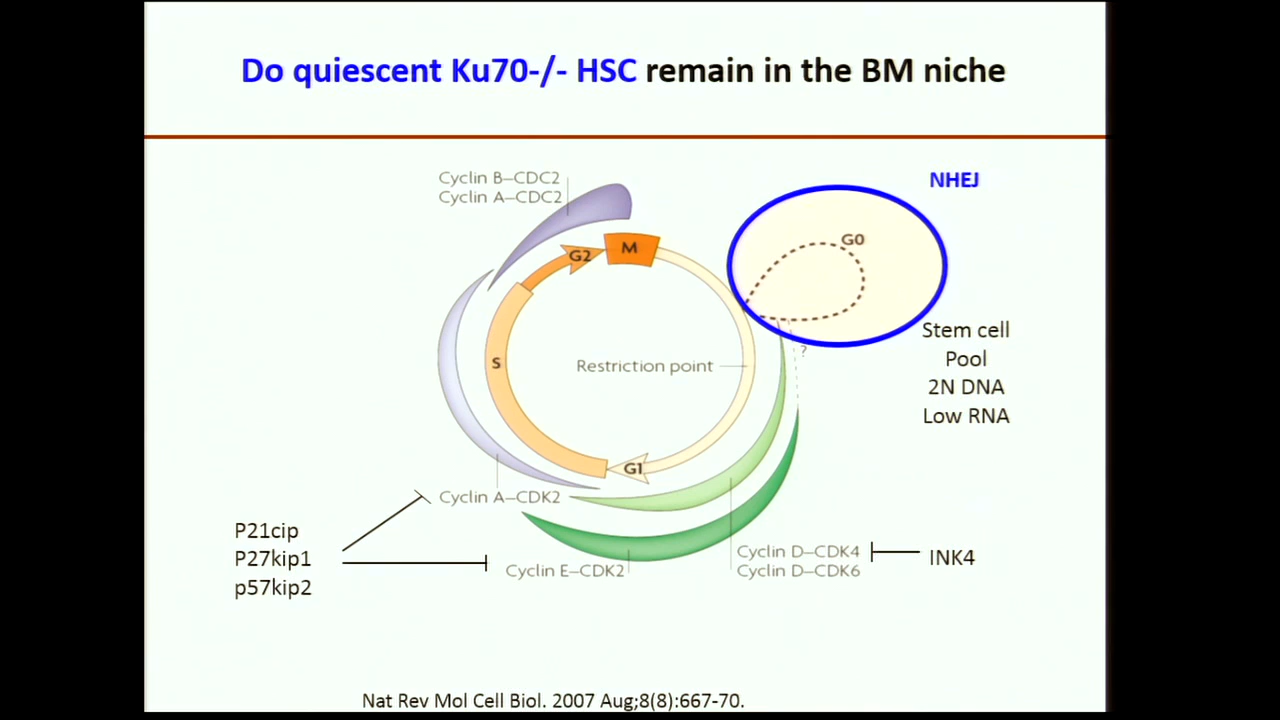 Do quiescent Ku70-/- HSC remain in the BM niche
Cyclin B–CDC2
Cyclin A–CDC2
NHEJ
G2
M
G0
Stem cell
Pool
2N DNA
Low RNA
?
S
Restriction point
G1
Cyclin A–CDK2
P21cip
P27kip1
p57kip2
Cyclin E–CDK2
Cyclin D–CDK4
Cyclin D–CDK6
INK4
Nat Rev Mol Cell Biol. 2007 Aug;8(8):667-70.